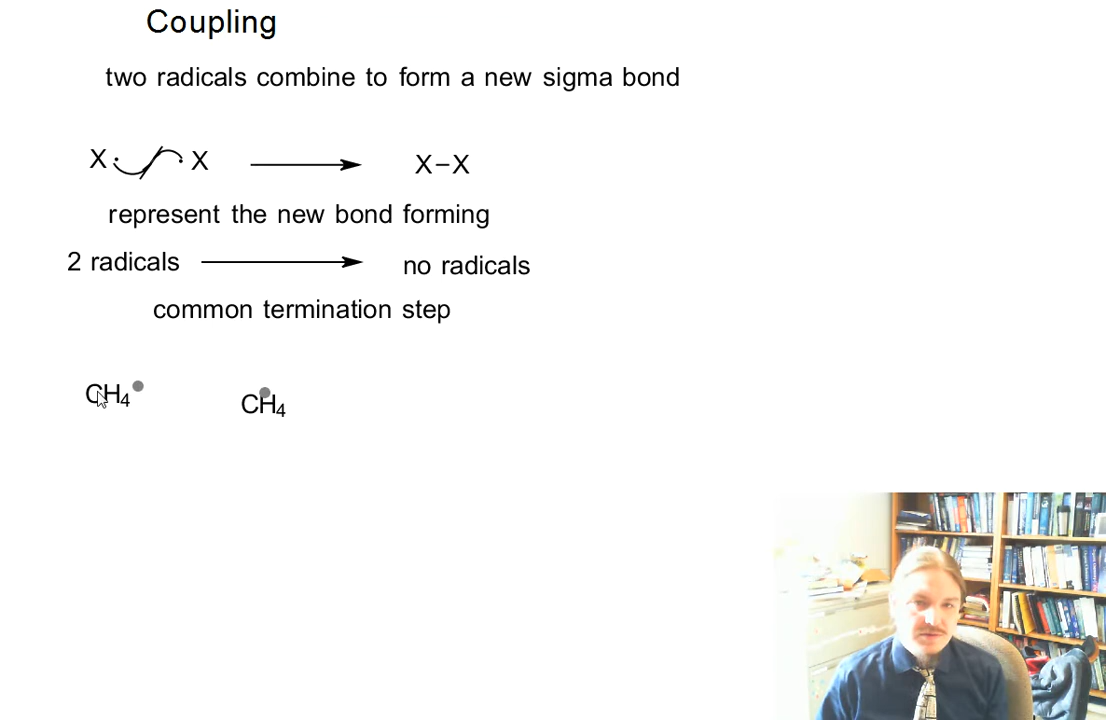 Coupling
two radicals combine to form a new sigma bond
X· ·X X–X
represent the new bond forming
2 radicals no radicals
common termination step
CH₄• CH₄•